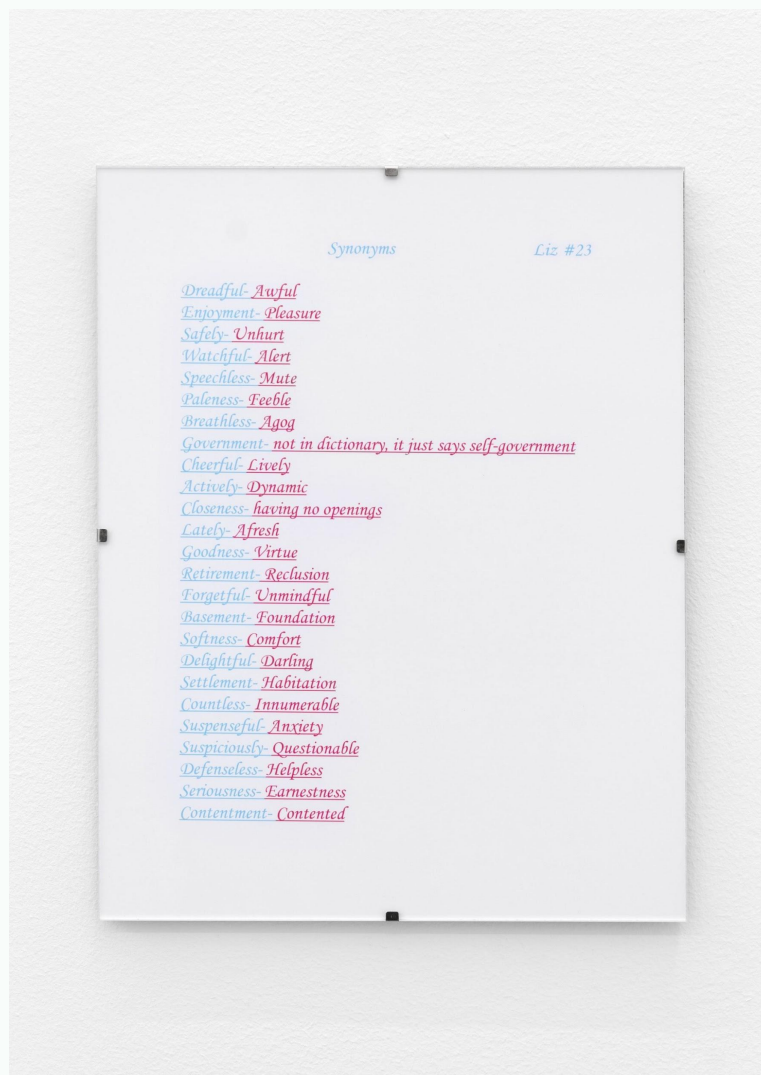 Synonyms Liz #23
Dreadful- Awful
Enjoyment- Pleasure
Safely- Unhurt
Watchful- Alert
Speechless- Mute
Paleness- Feeble
Breathless- Agog
Government- not in dictionary, it just says self-government
Cheerful- Lively
Actively- Dynamic
Closeness- having no openings
Lately- Afresh
Goodness- Virtue
Retirement- Reclusion
Forgetful- Unmindful
Basement- Foundation
Softness- Comfort
Delightful- Darling
Settlement- Habitation
Countless- Innumerable
Suspenseful- Anxiety
Suspiciously- Questionable
Defenseless- Helpless
Seriousness- Earnestness
Contentment- Contented